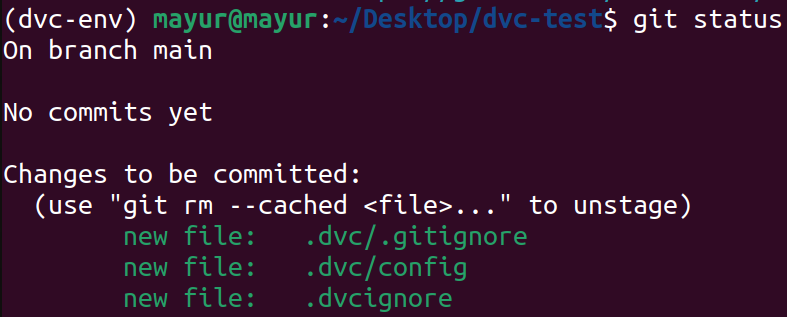 (dvc-env) mayur@mayur:~/Desktop/dvc-test$ git status
On branch main
No commits yet
Changes to be committed:
(use "git rm --cached <file>..." to unstage)
new file: .dvc/.gitignore
new file: .dvc/config
new file: .dvcignore